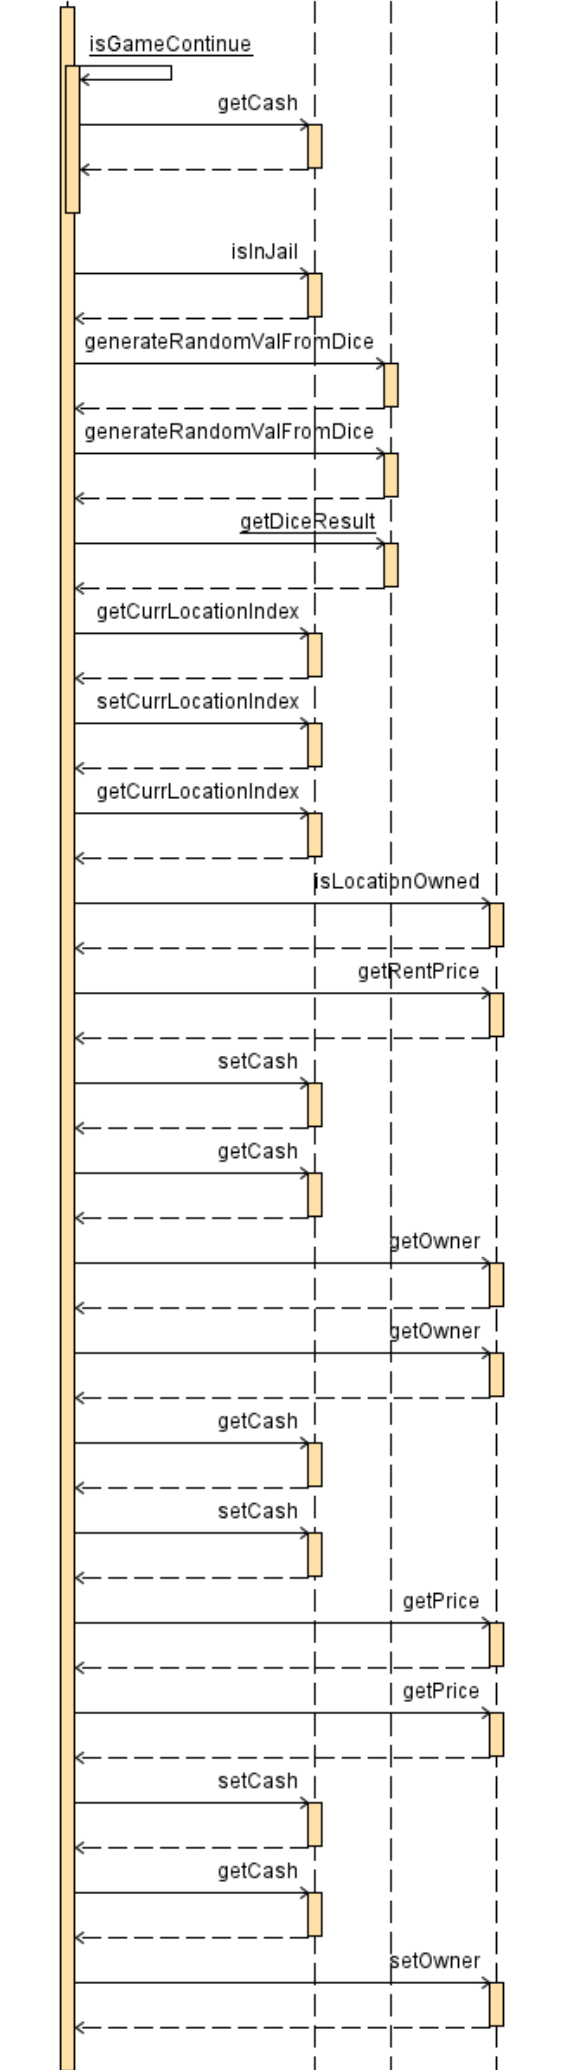 isGameContinue
getCash
isInJail
generateRandomValFromDice
generateRandomValFromDice
getDiceResult
getCurrLocationIndex
setCurrLocationIndex
getCurrLocationIndex
isLocationOwned
getRentPrice
setCash
getCash
getOwner
getOwner
getCash
setCash
getPrice
getPrice
setCash
getCash
setOwner